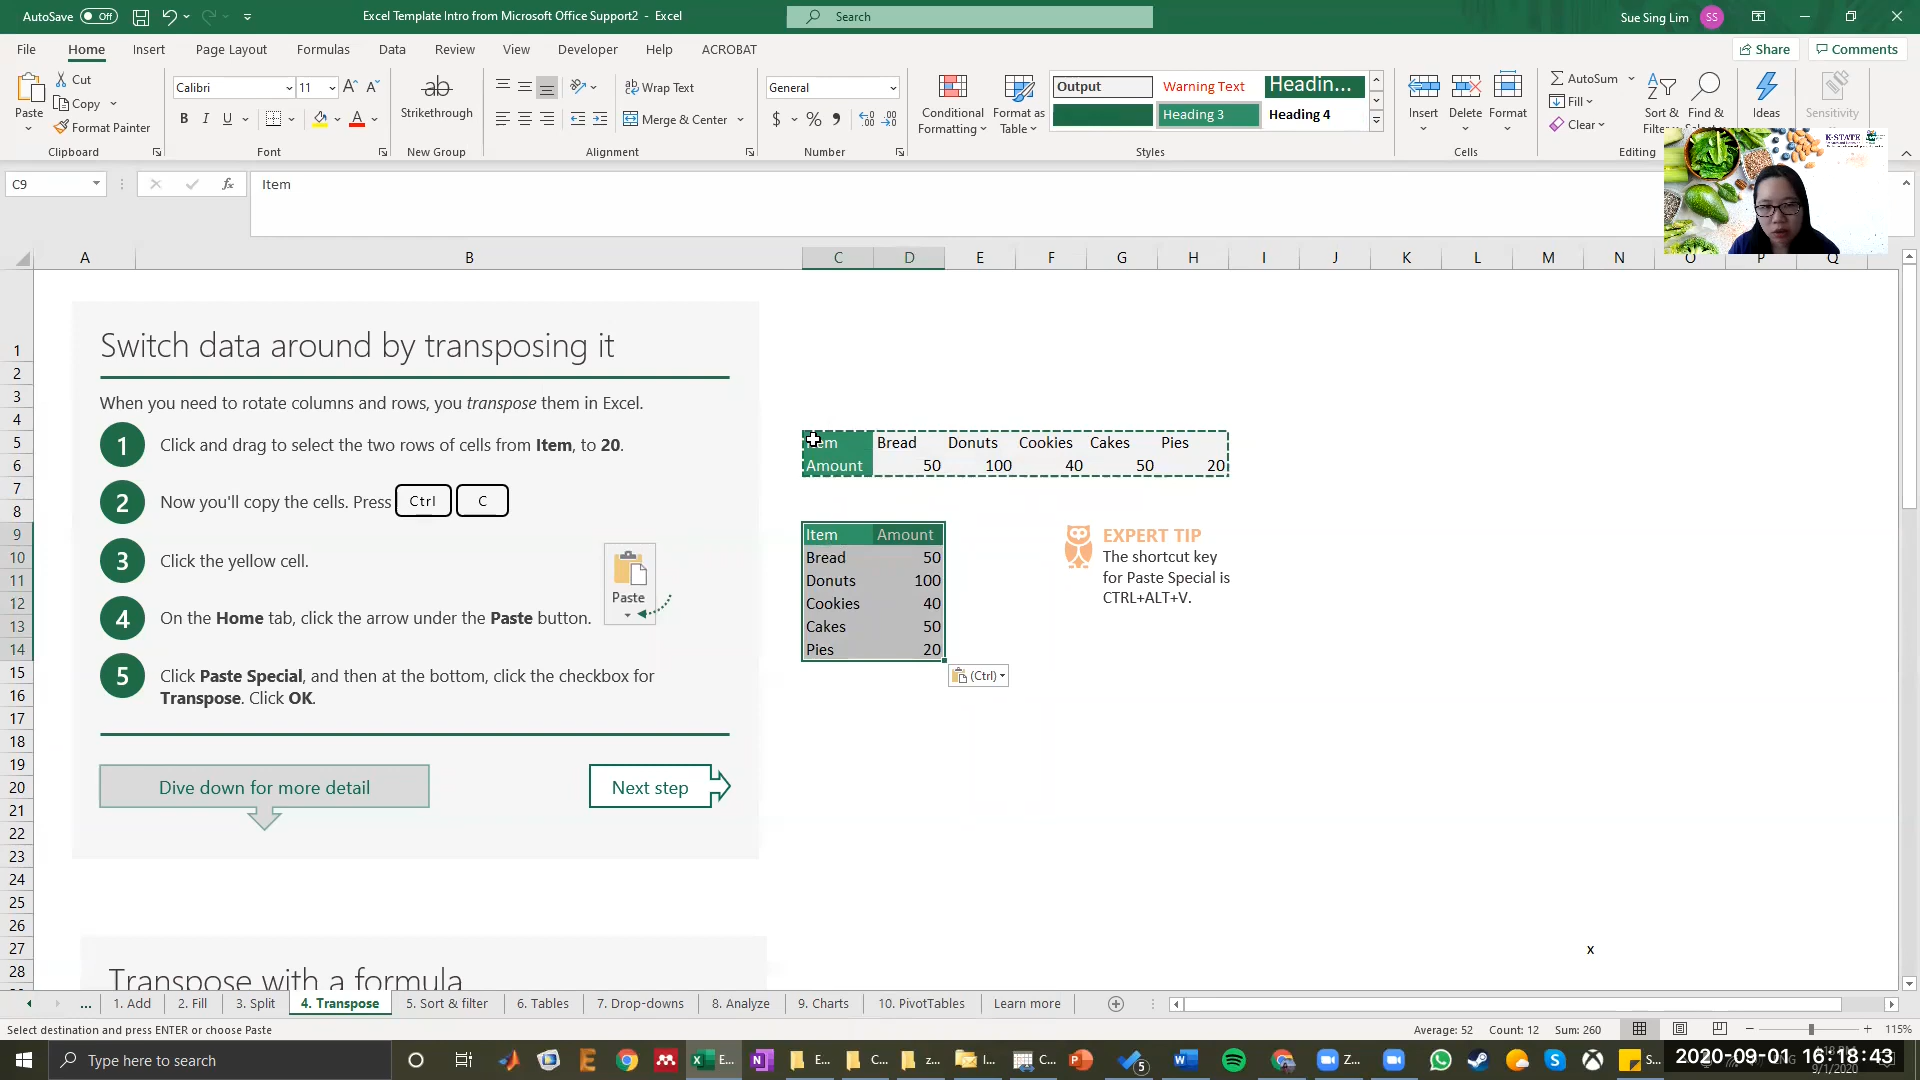 AutoSave Off
Excel Template Intro from Microsoft Office Support2 - Excel
Search
Sue Sing Lim SS
File Home Insert Page Layout Formulas Data Review View Developer Help ACROBAT
Share Comments
Paste
Cut
Copy
Format Painter
Clipboard
Calibri 11
B I U
Font
ab
Strikethrough
New Group
Wrap Text
Merge & Center
Alignment
General
$ % ,
Number
Conditional Formatting
Format as Table
Output Warning Text Headin...
Heading 3 Heading 4
Styles
Insert Delete Format
Cells
AutoSum
Fill
Clear
Sort & Filter
Find &
Editing
Ideas
Sensitivity
K-STATE
C9
fx
Item
A B C D E F G H I J K L M N O P Q
1
2
3
4
5
6
7
8
9
10
11
12
13
14
15
16
17
18
19
20
21
22
23
24
25
26
27
28
Switch data around by transposing it
When you need to rotate columns and rows, you transpose them in Excel.
1 Click and drag to select the two rows of cells from Item, to 20.
2 Now you'll copy the cells. Press Ctrl C
3 Click the yellow cell.
Paste
4 On the Home tab, click the arrow under the Paste button.
5 Click Paste Special, and then at the bottom, click the checkbox for
Transpose. Click OK.
Dive down for more detail
Next step
Transpose with a formula
Item Bread Donuts Cookies Cakes Pies
Amount 50 100 40 50 20
Item Amount
Bread 50
Donuts 100
Cookies 40
Cakes 50
Pies 20
(Ctrl)
EXPERT TIP
The shortcut key
for Paste Special is
CTRL+ALT+V.
x
... 1. Add 2. Fill 3. Split 4. Transpose 5. Sort & filter 6. Tables 7. Drop-downs 8. Analyze 9. Charts 10. PivotTables Learn more
Select destination and press ENTER or choose Paste
Average: 52 Count: 12 Sum: 260
115%
Type here to search
E... E... C... z... I... C... 5 Z... S...
2020-09-01 16:18:43
9/1/2020